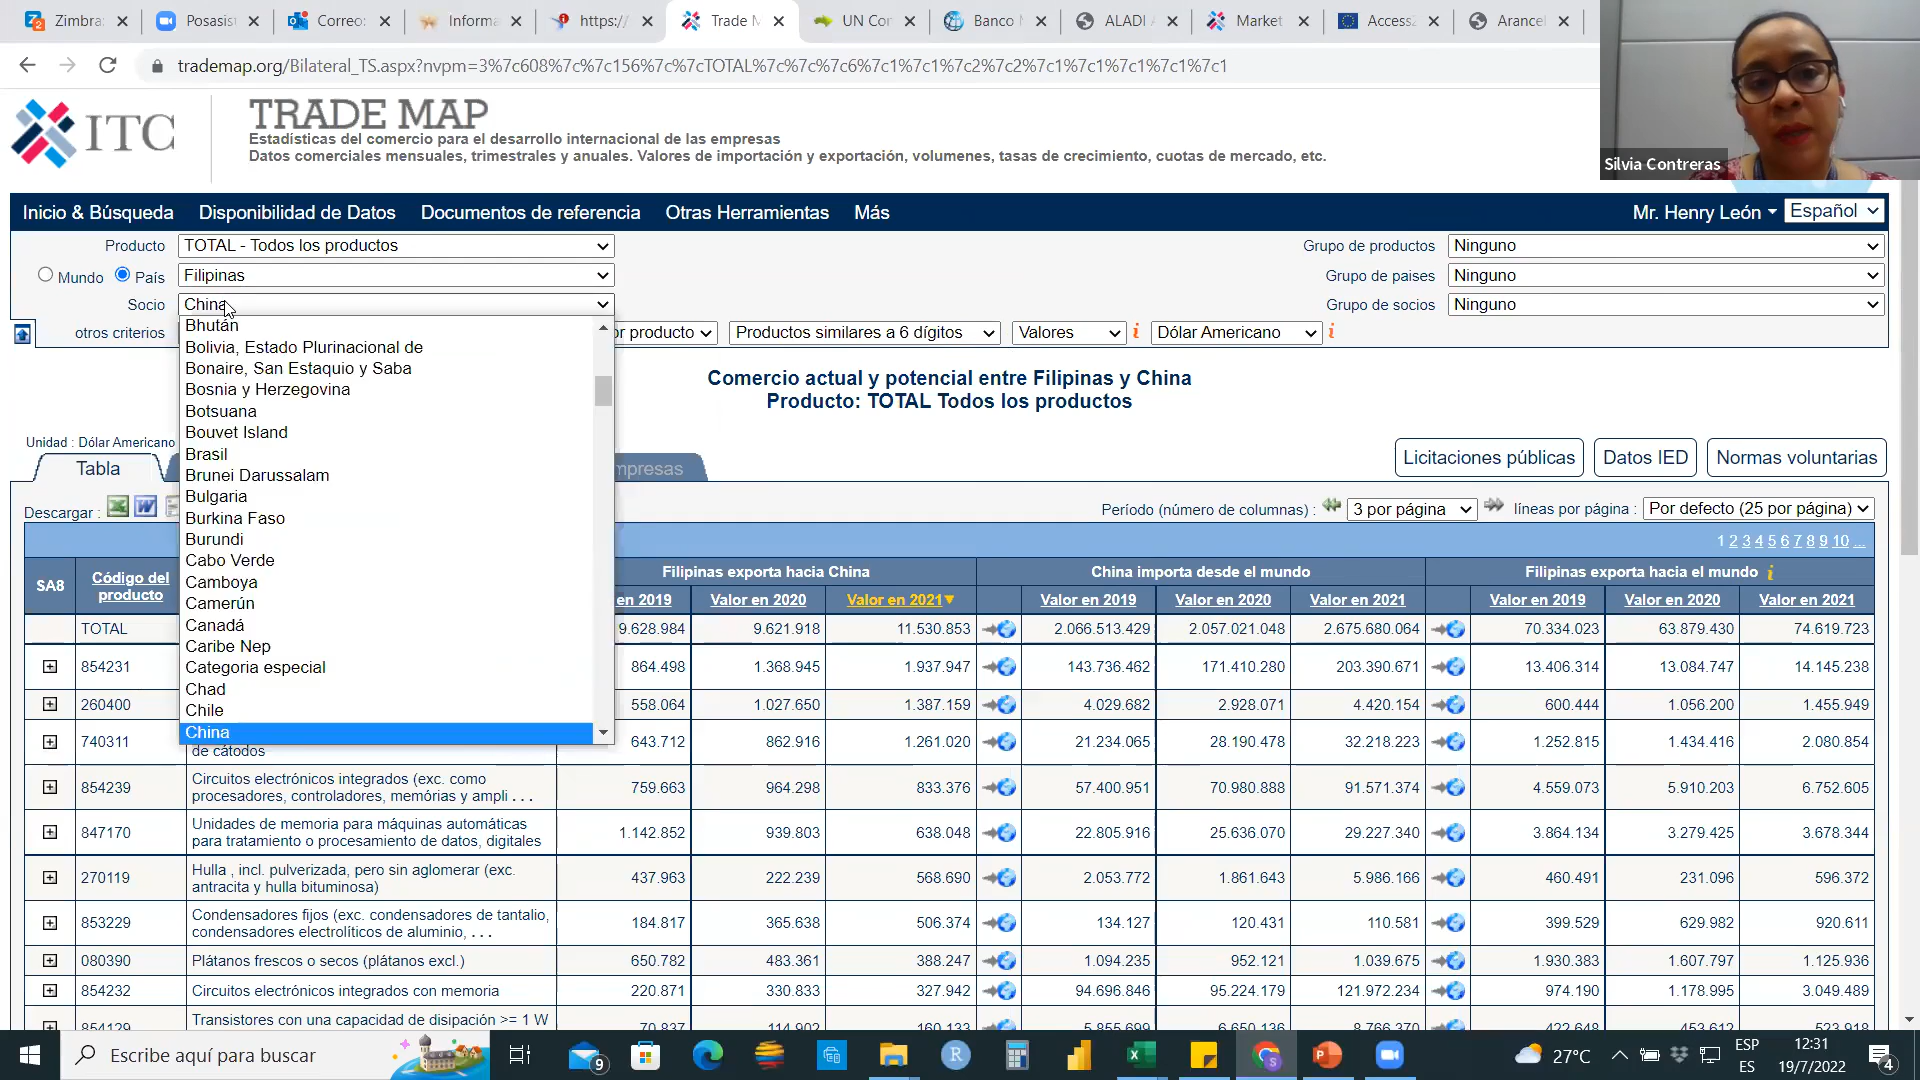 Zimbra:
Posasist
Correo:
Informa
https://
Trade M
UN Con
Banco M
ALADI A
Market
Access2
Arancel
trademap.org/Bilateral_TS.aspx?nvpm=3%7c608%7c%7c156%7c%7cTOTAL%7c%7c%7c6%7c1%7c1%7c2%7c2%7c1%7c1%7c1%7c1%7c1
ITC
TRADE MAP
Estadísticas del comercio para el desarrollo internacional de las empresas
Datos comerciales mensuales, trimestrales y anuales. Valores de importación y exportación, volumenes, tasas de crecimiento, cuotas de mercado, etc.
Silvia Contreras
Inicio & Búsqueda Disponibilidad de Datos Documentos de referencia Otras Herramientas Más Mr. Henry León Español
Producto TOTAL - Todos los productos Grupo de productos Ninguno
Mundo País Filipinas Grupo de paises Ninguno
Socio China Grupo de socios Ninguno
otros criterios or producto Productos similares a 6 dígitos Valores i Dólar Americano i
Bhután
Bolivia, Estado Plurinacional de
Bonaire, San Estaquio y Saba
Bosnia y Herzegovina
Botsuana
Bouvet Island
Brasil
Brunei Darussalam
Bulgaria
Burkina Faso
Burundi
Cabo Verde
Camboya
Camerún
Canadá
Caribe Nep
Categoria especial
Chad
Chile
China
Comercio actual y potencial entre Filipinas y China
Producto: TOTAL Todos los productos
Unidad : Dólar Americano
Tabla mpresas Licitaciones públicas Datos IED Normas voluntarias
Descargar : Período (número de columnas) : 3 por página líneas por página : Por defecto (25 por página)
1 2 3 4 5 6 7 8 9 10 ...
SA8 Código del producto Filipinas exporta hacia China China importa desde el mundo Filipinas exporta hacia el mundo i
en 2019 Valor en 2020 Valor en 2021 Valor en 2019 Valor en 2020 Valor en 2021 Valor en 2019 Valor en 2020 Valor en 2021
TOTAL 9.628.984 9.621.918 11.530.853 2.066.513.429 2.057.021.048 2.675.680.064 70.334.023 63.879.430 74.619.723
854231 864.498 1.368.945 1.937.947 143.736.462 171.410.280 203.390.671 13.406.314 13.084.747 14.145.238
260400 558.064 1.027.650 1.387.159 4.029.682 2.928.071 4.420.154 600.444 1.056.200 1.455.949
740311 de cátodos 643.712 862.916 1.261.020 21.234.065 28.190.478 32.218.223 1.252.815 1.434.416 2.080.854
854239 Circuitos electrónicos integrados (exc. como
procesadores, controladores, memórias y ampli . . . 759.663 964.298 833.376 57.400.951 70.980.888 91.571.374 4.559.073 5.910.203 6.752.605
847170 Unidades de memoria para máquinas automáticas
para tratamiento o procesamiento de datos, digitales 1.142.852 939.803 638.048 22.805.916 25.636.070 29.227.340 3.864.134 3.279.425 3.678.344
270119 Hulla , incl. pulverizada, pero sin aglomerar (exc.
antracita y hulla bituminosa) 437.963 222.239 568.690 2.053.772 1.861.643 5.986.166 460.491 231.096 596.372
853229 Condensadores fijos (exc. condensadores de tantalio,
condensadores electrolíticos de aluminio, . . . 184.817 365.638 506.374 134.127 120.431 110.581 399.529 629.982 920.611
080390 Plátanos frescos o secos (plátanos excl.) 650.782 483.361 388.247 1.094.235 952.121 1.039.675 1.930.383 1.607.797 1.125.936
854232 Circuitos electrónicos integrados con memoria 220.871 330.833 327.942 94.696.846 95.224.179 121.972.234 974.190 1.178.995 3.049.489
854129 Transistores con una capacidad de disipación >= 1 W 70.837 114.902 160.133 5.855.699 6.650.136 8.766.370 422.648 453.612 523.918
Escribe aquí para buscar 9 27°C ESP 12:31
ES 19/7/2022 4